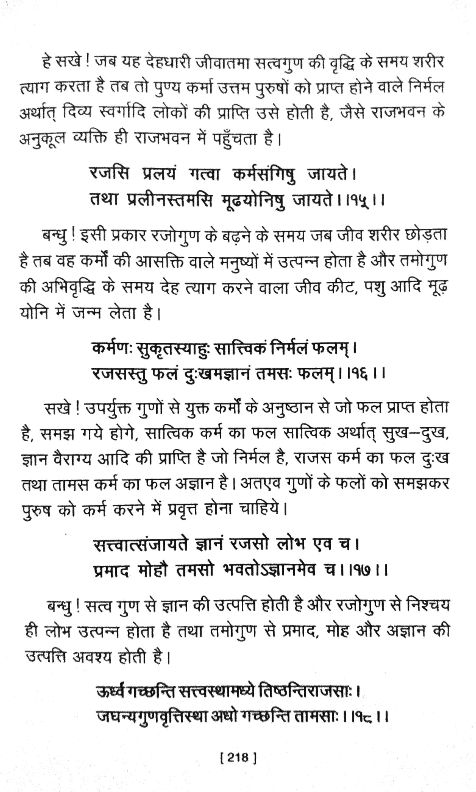 हे सखे ! जब यह देहधारी जीवातमा सत्वगुण की वृद्धि के समय शरीर
त्याग करता है तब तो पुण्य कर्मा उत्तम पुरुषों को प्राप्त होने वाले निर्मल
अर्थात् दिव्य स्वर्गादि लोकों की प्राप्ति उसे होती है, जैसे राजभवन के
अनुकूल व्यक्ति ही राजभवन में पहुँचता है।
रजसि प्रलयं गत्वा कर्मसंगिषु जायते।
तथा प्रलीनस्तमसि मूढयोनिषु जायते।।१५।।
बन्धु ! इसी प्रकार रजोगुण के बढ़ने के समय जब जीव शरीर छोड़ता
है तब वह कर्मों की आसक्ति वाले मनुष्यों में उत्पन्न होता है और तमोगुण
की अभिवृद्धि के समय देह त्याग करने वाला जीव कीट, पशु आदि मूढ़
योनि में जन्म लेता है।
कर्मणः सुकृतस्याहुः सात्त्विकं निर्मलं फलम्।
रजसस्तु फलं दुःखमज्ञानं तमसः फलम्।।१६।।
सखे ! उपर्युक्त गुणों से युक्त कर्मों के अनुष्ठान से जो फल प्राप्त होता
है, समझ गये होगे, सात्विक कर्म का फल सात्विक अर्थात् सुख–दुख,
ज्ञान वैराग्य आदि की प्राप्ति है जो निर्मल है, राजस कर्म का फल दुःख
तथा तामस कर्म का फल अज्ञान है। अतएव गुणों के फलों को समझकर
पुरुष को कर्म करने में प्रवृत्त होना चाहिये।
सत्त्वात्संजायते ज्ञानं रजसो लोभ एव च।
प्रमाद मोहौ तमसो भवतोऽज्ञानमेव च।।१७।।
बन्धु ! सत्व गुण से ज्ञान की उत्पत्ति होती है और रजोगुण से निश्चय
ही लोभ उत्पन्न होता है तथा तमोगुण से प्रमाद, मोह और अज्ञान की
उत्पत्ति अवश्य होती है।
ऊर्ध्वं गच्छन्ति सत्त्वस्थामध्ये तिष्ठन्तिराजसाः।
जघन्यगुणवृत्तिस्था अधो गच्छन्ति तामसाः।।१८।।
[ 218 ]